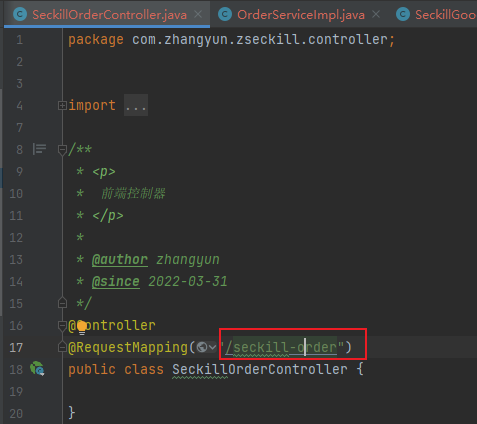 SeckillOrderController.java
OrderServiceImpl.java
SeckillGoo
1 package com.zhangyun.zseckill.controller;
2
3
4 import ...
7
8 /**
9 * <p>
10 * 前端控制器
11 * </p>
12 *
13 * @author zhangyun
14 * @since 2022-03-31
15 */
16 @Controller
17 @RequestMapping("/seckill-order")
18 public class SeckillOrderController {
19
20 }